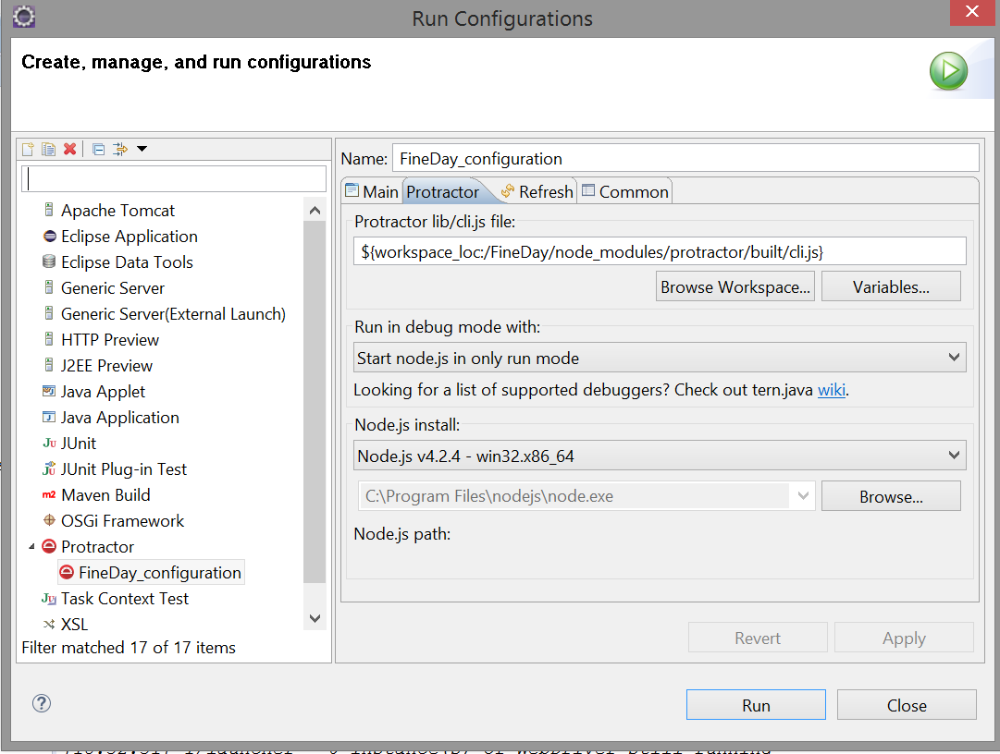 Run Configurations
Create, manage, and run configurations
Apache Tomcat
Eclipse Application
Eclipse Data Tools
Generic Server
Generic Server(External Launch)
HTTP Preview
J2EE Preview
Java Applet
Java Application
Ju JUnit
JUnit Plug-in Test
m2 Maven Build
OSGi Framework
Protractor
FineDay_configuration
Task Context Test
XSL
Filter matched 17 of 17 items
Name: FineDay_configuration
Main Protractor Refresh Common
Protractor lib/cli.js file:
${workspace_loc:/FineDay/node_modules/protractor/built/cli.js}
Browse Workspace... Variables...
Run in debug mode with:
Start node.js in only run mode
Looking for a list of supported debuggers? Check out tern.java wiki.
Node.js install:
Node.js v4.2.4 - win32.x86_64
C:\Program Files\nodejs\node.exe Browse...
Node.js path:
Revert Apply
? Run Close